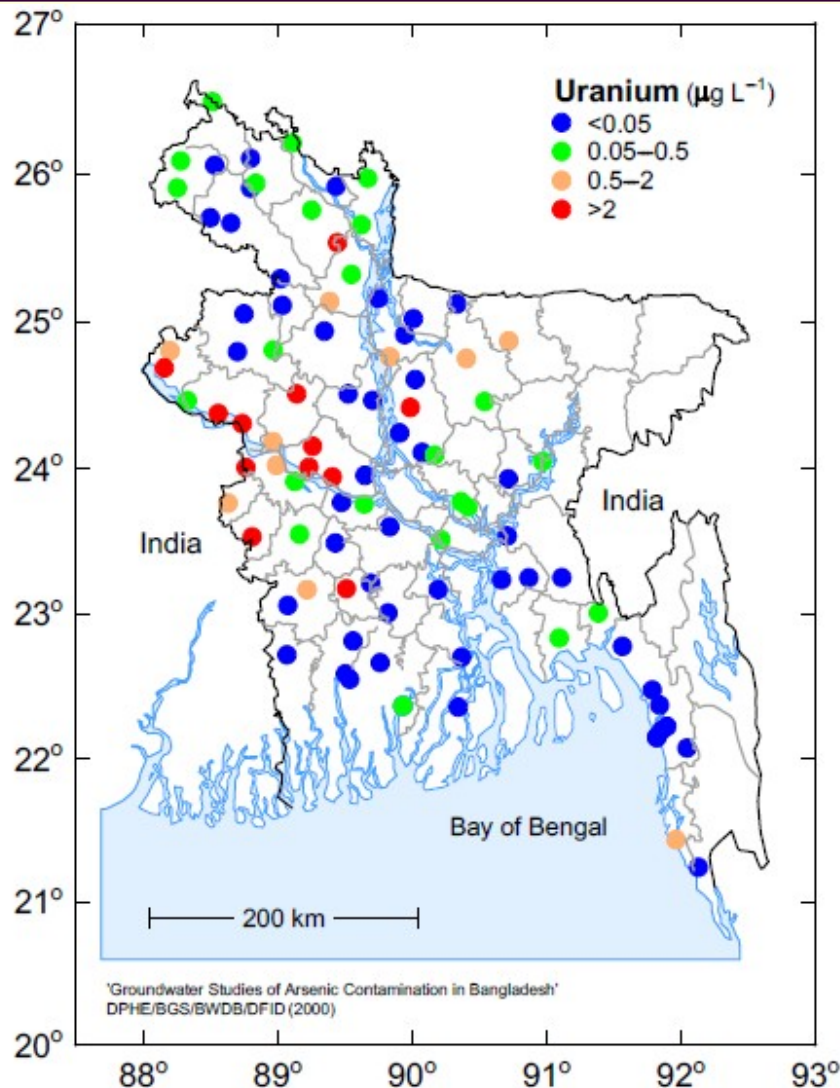 27°
26°
25°
24°
23°
22°
21°
20°
Uranium (µg L⁻¹)
<0.05
0.05–0.5
0.5–2
>2
India
India
Bay of Bengal
200 km
'Groundwater Studies of Arsenic Contamination in Bangladesh'
DPHE/BGS/BWDB/DFID (2000)
88° 89° 90° 91° 92° 93°